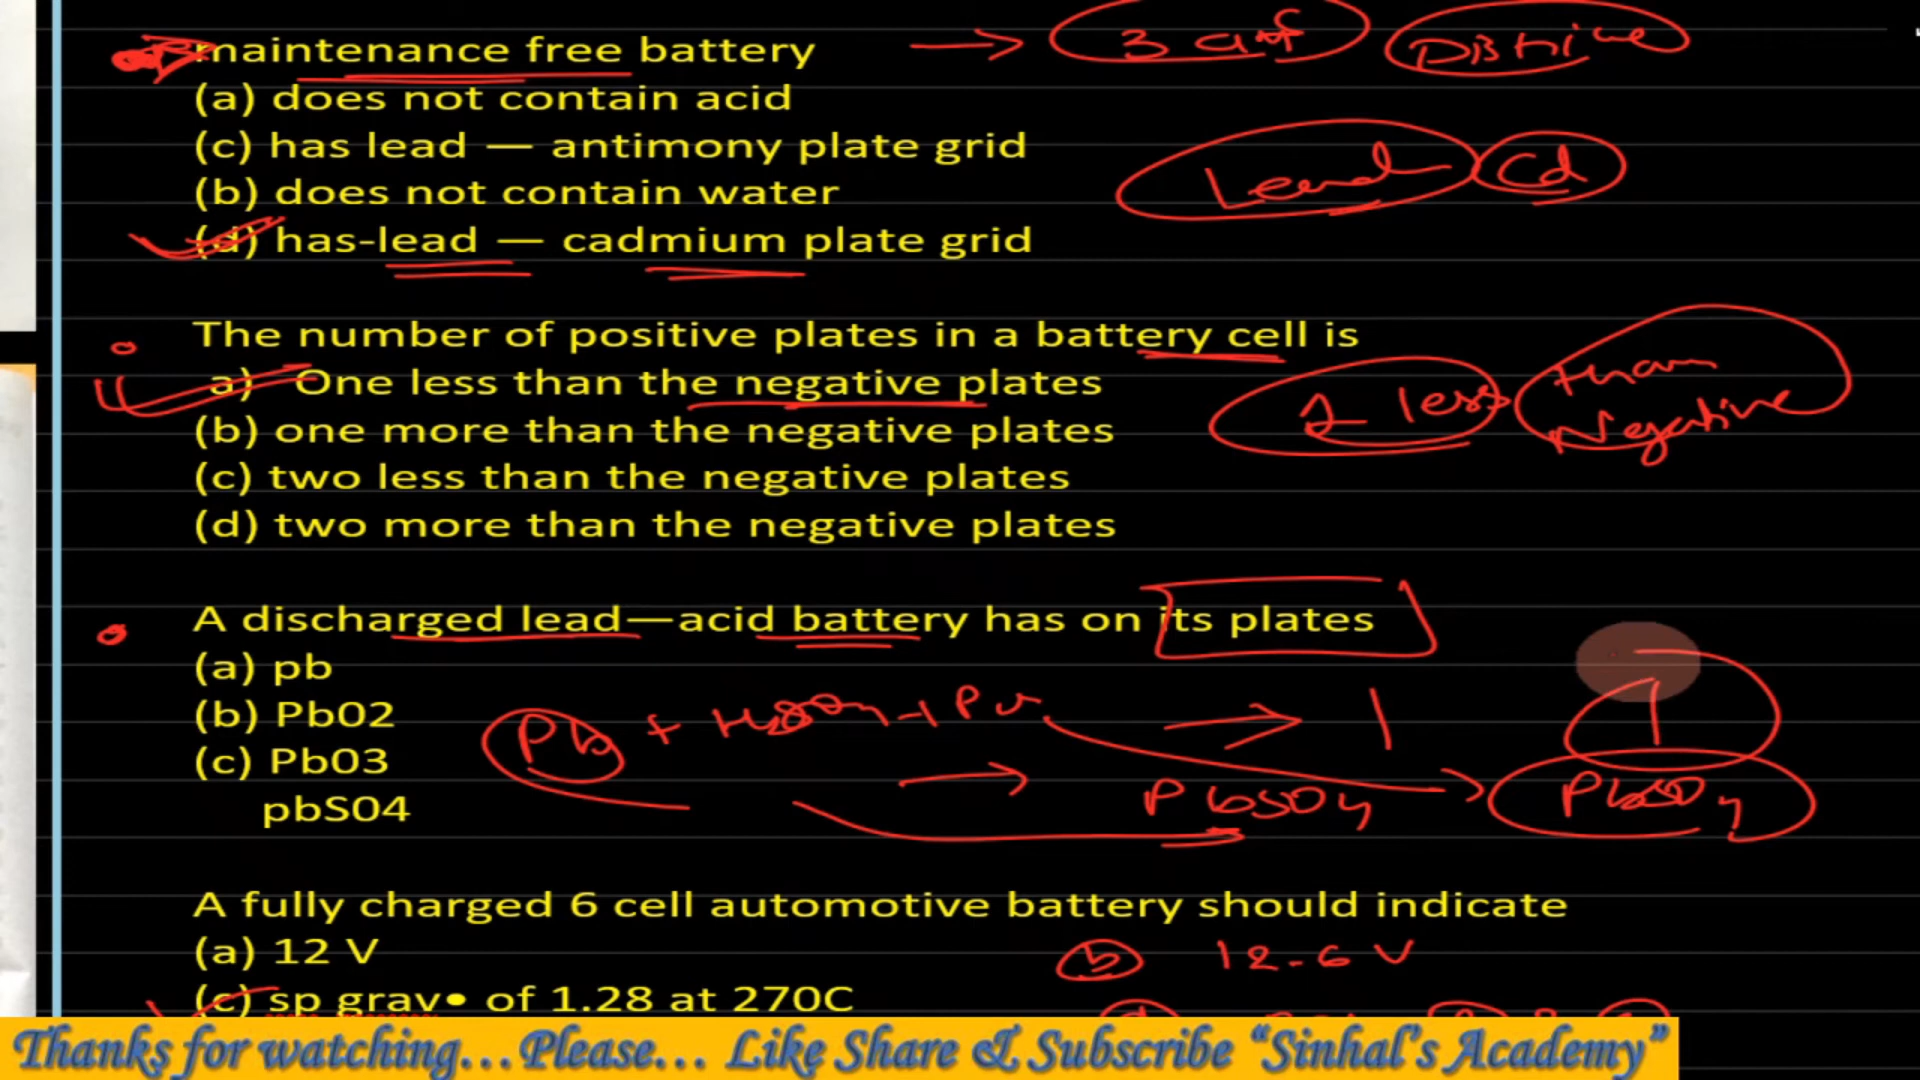 maintenance free battery
(a) does not contain acid
(c) has lead — antimony plate grid
Lead Cd
(b) does not contain water
(d) has-lead — cadmium plate grid
The number of positive plates in a battery cell is
a) One less than the negative plates
1 less than Negative
(b) one more than the negative plates
(c) two less than the negative plates
(d) two more than the negative plates
A discharged lead—acid battery has on its plates
(a) pb
(b) Pb02
(c) Pb03
Pb +
PbSO4 PbSO4
pbS04
A fully charged 6 cell automotive battery should indicate
(a) 12 V
(b) 12-6 V
(c) sp grav• of 1.28 at 270C
Thanks for watching... Please... Like Share & Subscribe “Sinhal's Academy”